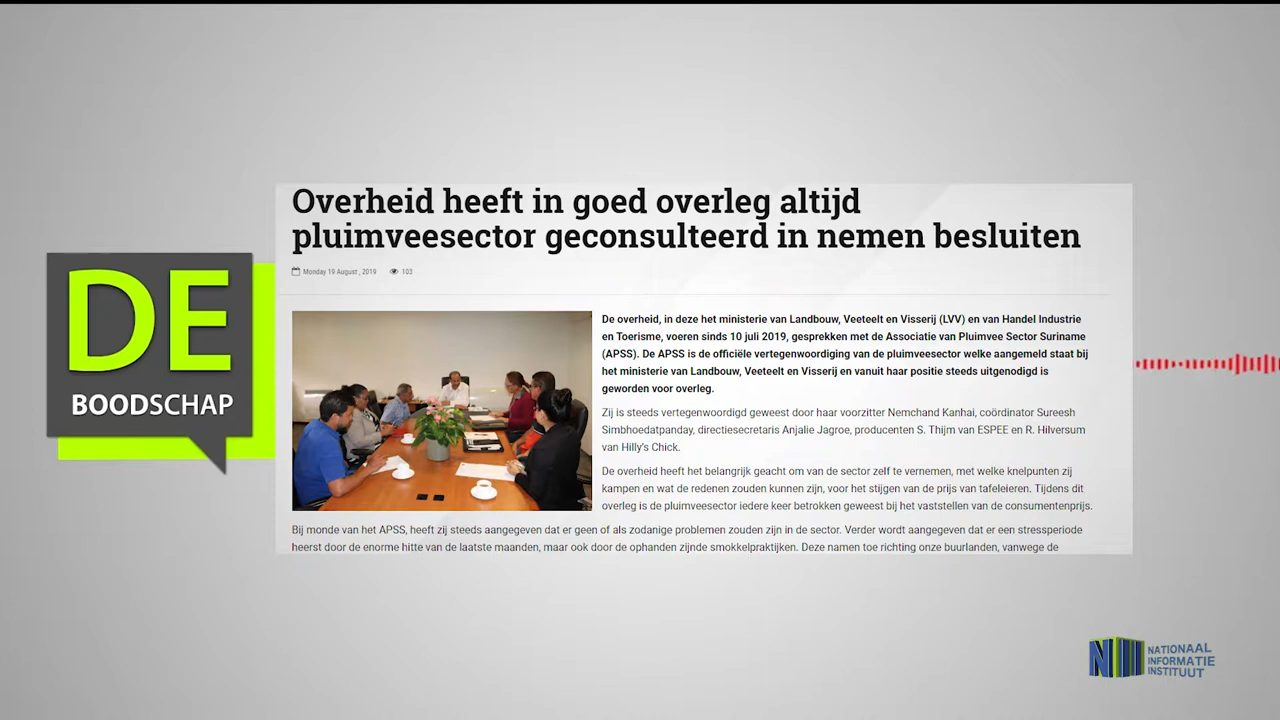 Overheid heeft in goed overleg altijd
pluimveesector geconsulteerd in nemen besluiten
Monday 19 August , 2019 103
DE
BOODSCHAP
De overheid, in deze het ministerie van Landbouw, Veeteelt en Visserij (LVV) en van Handel Industrie
en Toerisme, voeren sinds 10 juli 2019, gesprekken met de Associatie van Pluimvee Sector Suriname
(APSS). De APSS is de officiële vertegenwoordiging van de pluimveesector welke aangemeld staat bij
het ministerie van Landbouw, Veeteelt en Visserij en vanuit haar positie steeds uitgenodigd is
geworden voor overleg.
Zij is steeds vertegenwoordigd geweest door haar voorzitter Nemchand Kanhai, coördinator Sureesh
Simbhoedatpanday, directiesecretaris Anjalie Jagroe, producenten S. Thijm van ESPEE en R. Hilversum
van Hilly's Chick.
De overheid heeft het belangrijk geacht om van de sector zelf te vernemen, met welke knelpunten zij
kampen en wat de redenen zouden kunnen zijn, voor het stijgen van de prijs van tafeleieren. Tijdens dit
overleg is de pluimveesector iedere keer betrokken geweest bij het vaststellen van de consumentenprijs.
Bij monde van het APSS, heeft zij steeds aangegeven dat er geen of als zodanige problemen zouden zijn in de sector. Verder wordt aangegeven dat er een stressperiode
heerst door de enorme hitte van de laatste maanden, maar ook door de ophanden zijnde smokkelpraktijken. Deze namen toe richting onze buurlanden, vanwege de
NII
NATIONAAL
INFORMATIE
INSTITUUT